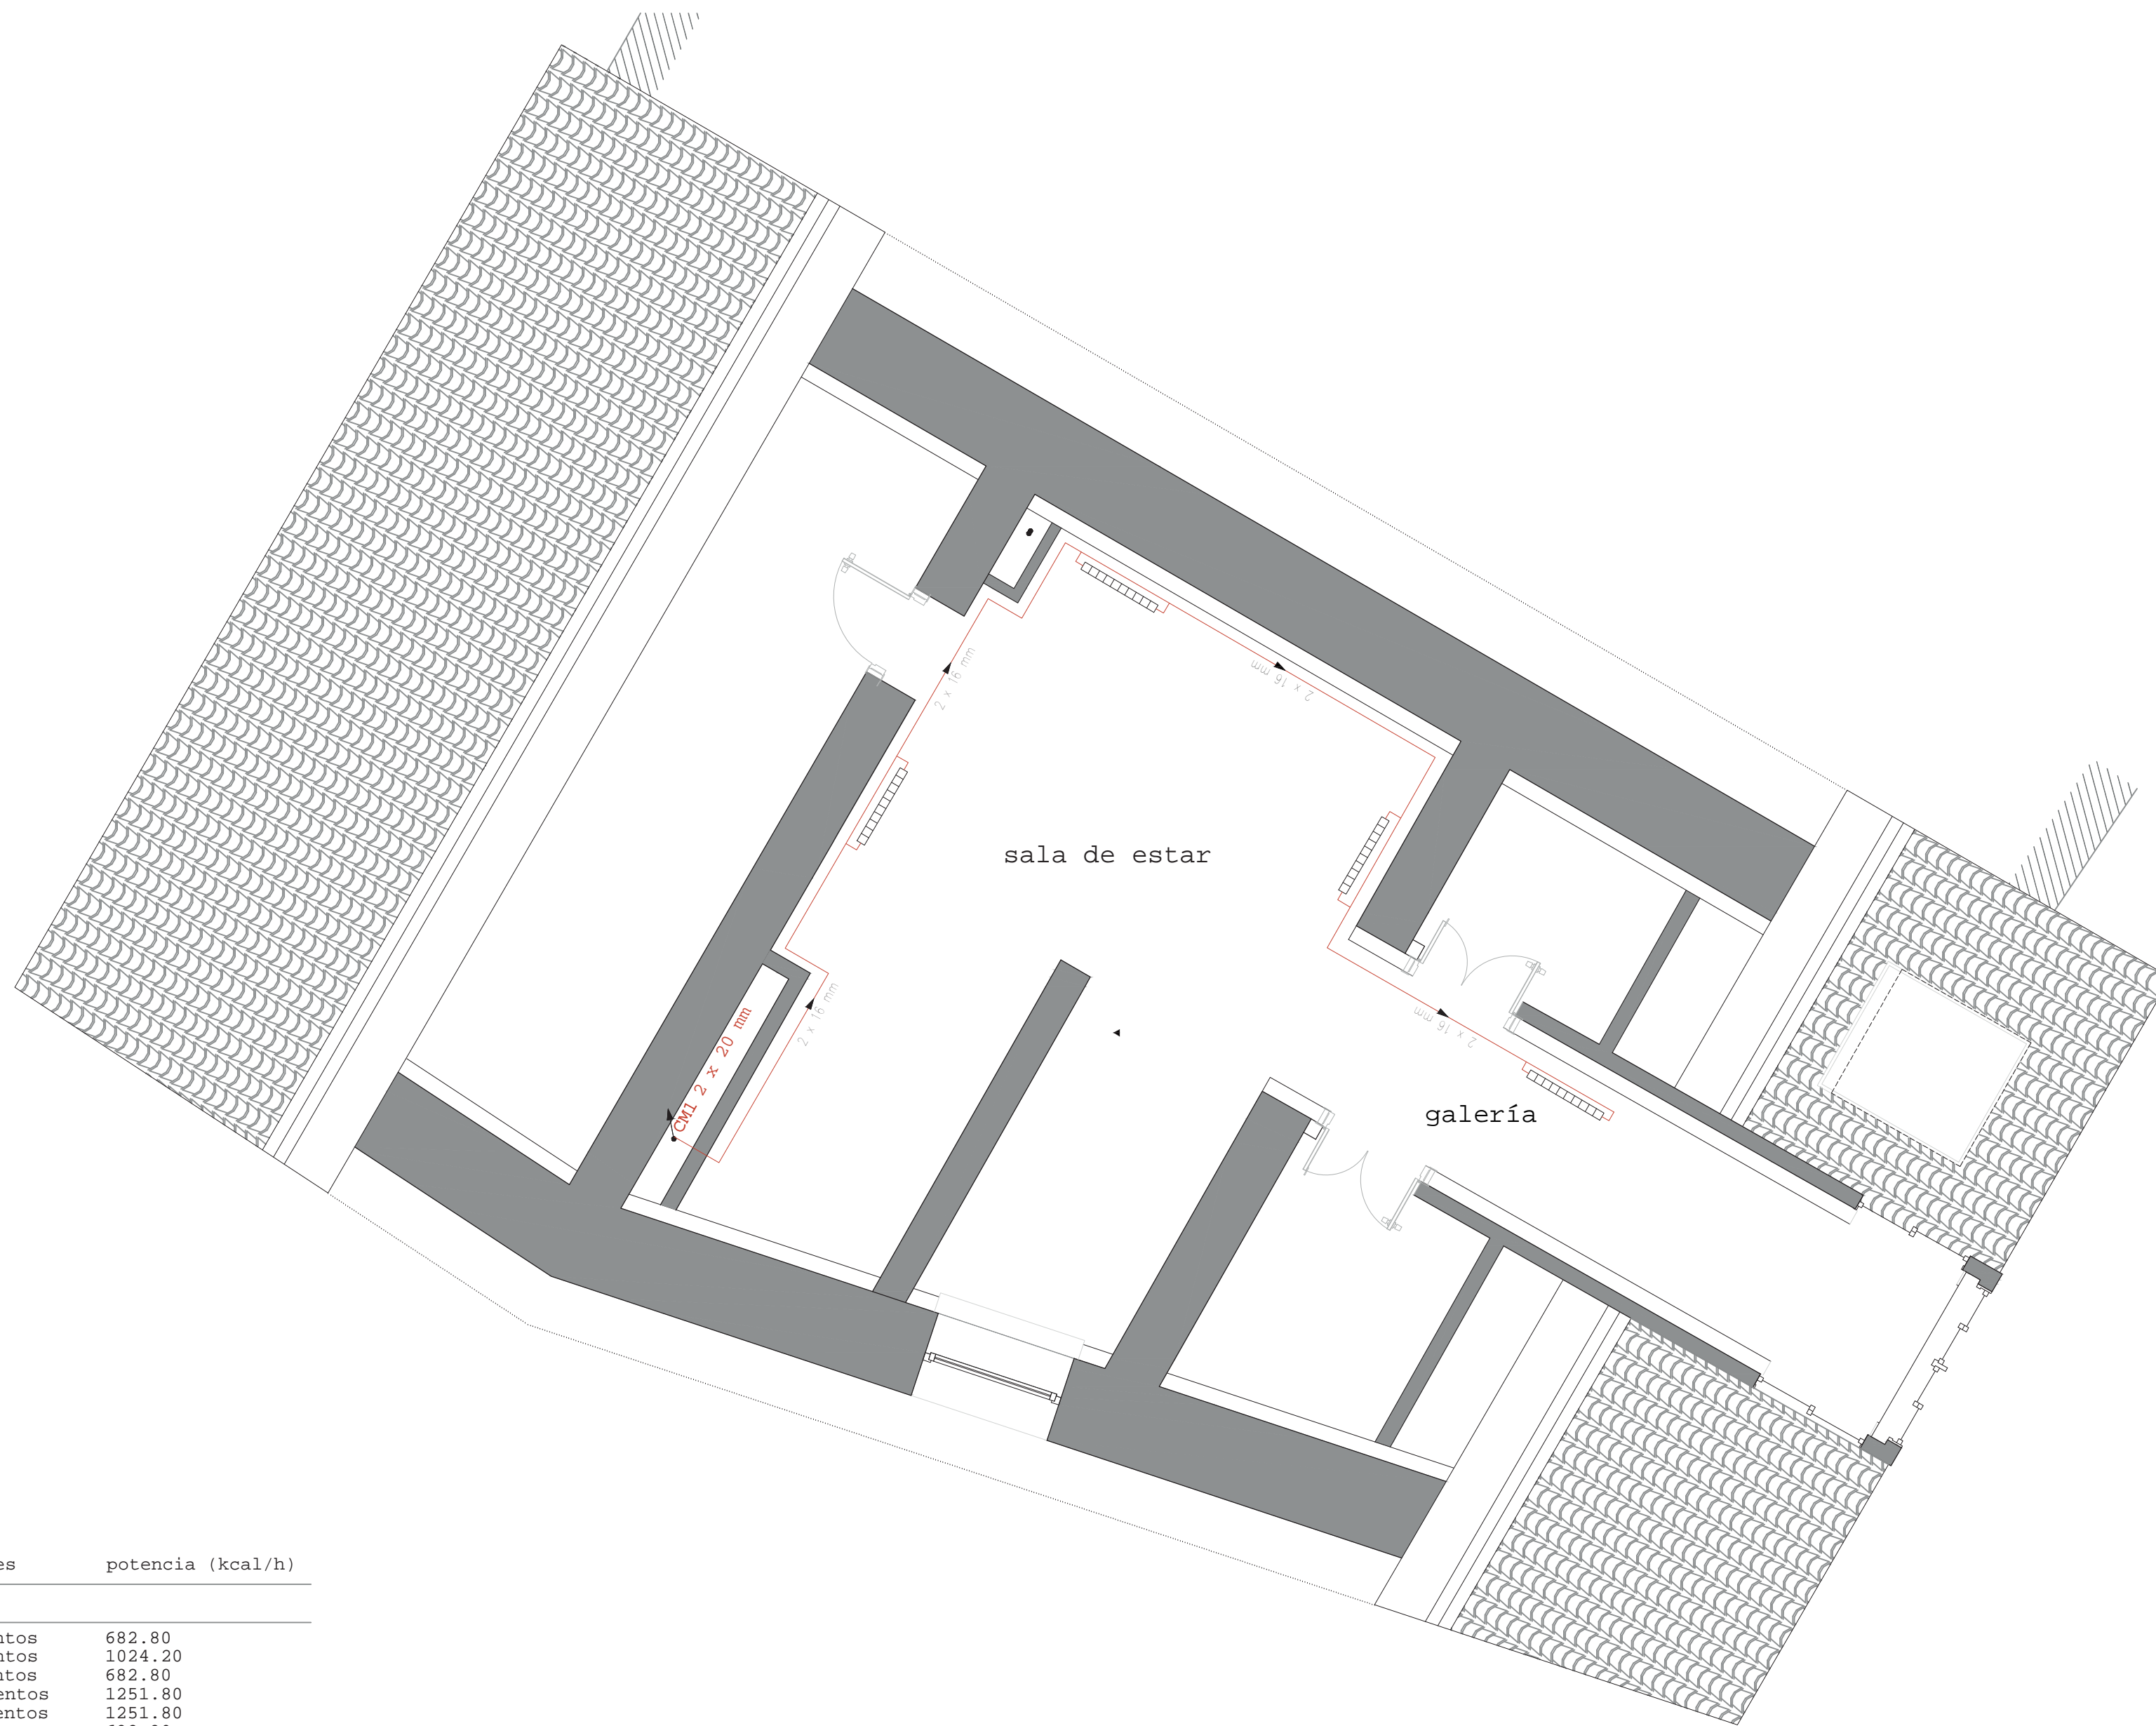 2 x 16 mm
2 x 16 mm
sala de estar
2 x 16 mm
CM1 2 x 20 mm
2 x 16 mm
galería
es potencia (kcal/h)
ntos 682.80
ntos 1024.20
ntos 682.80
entos 1251.80
entos 1251.80